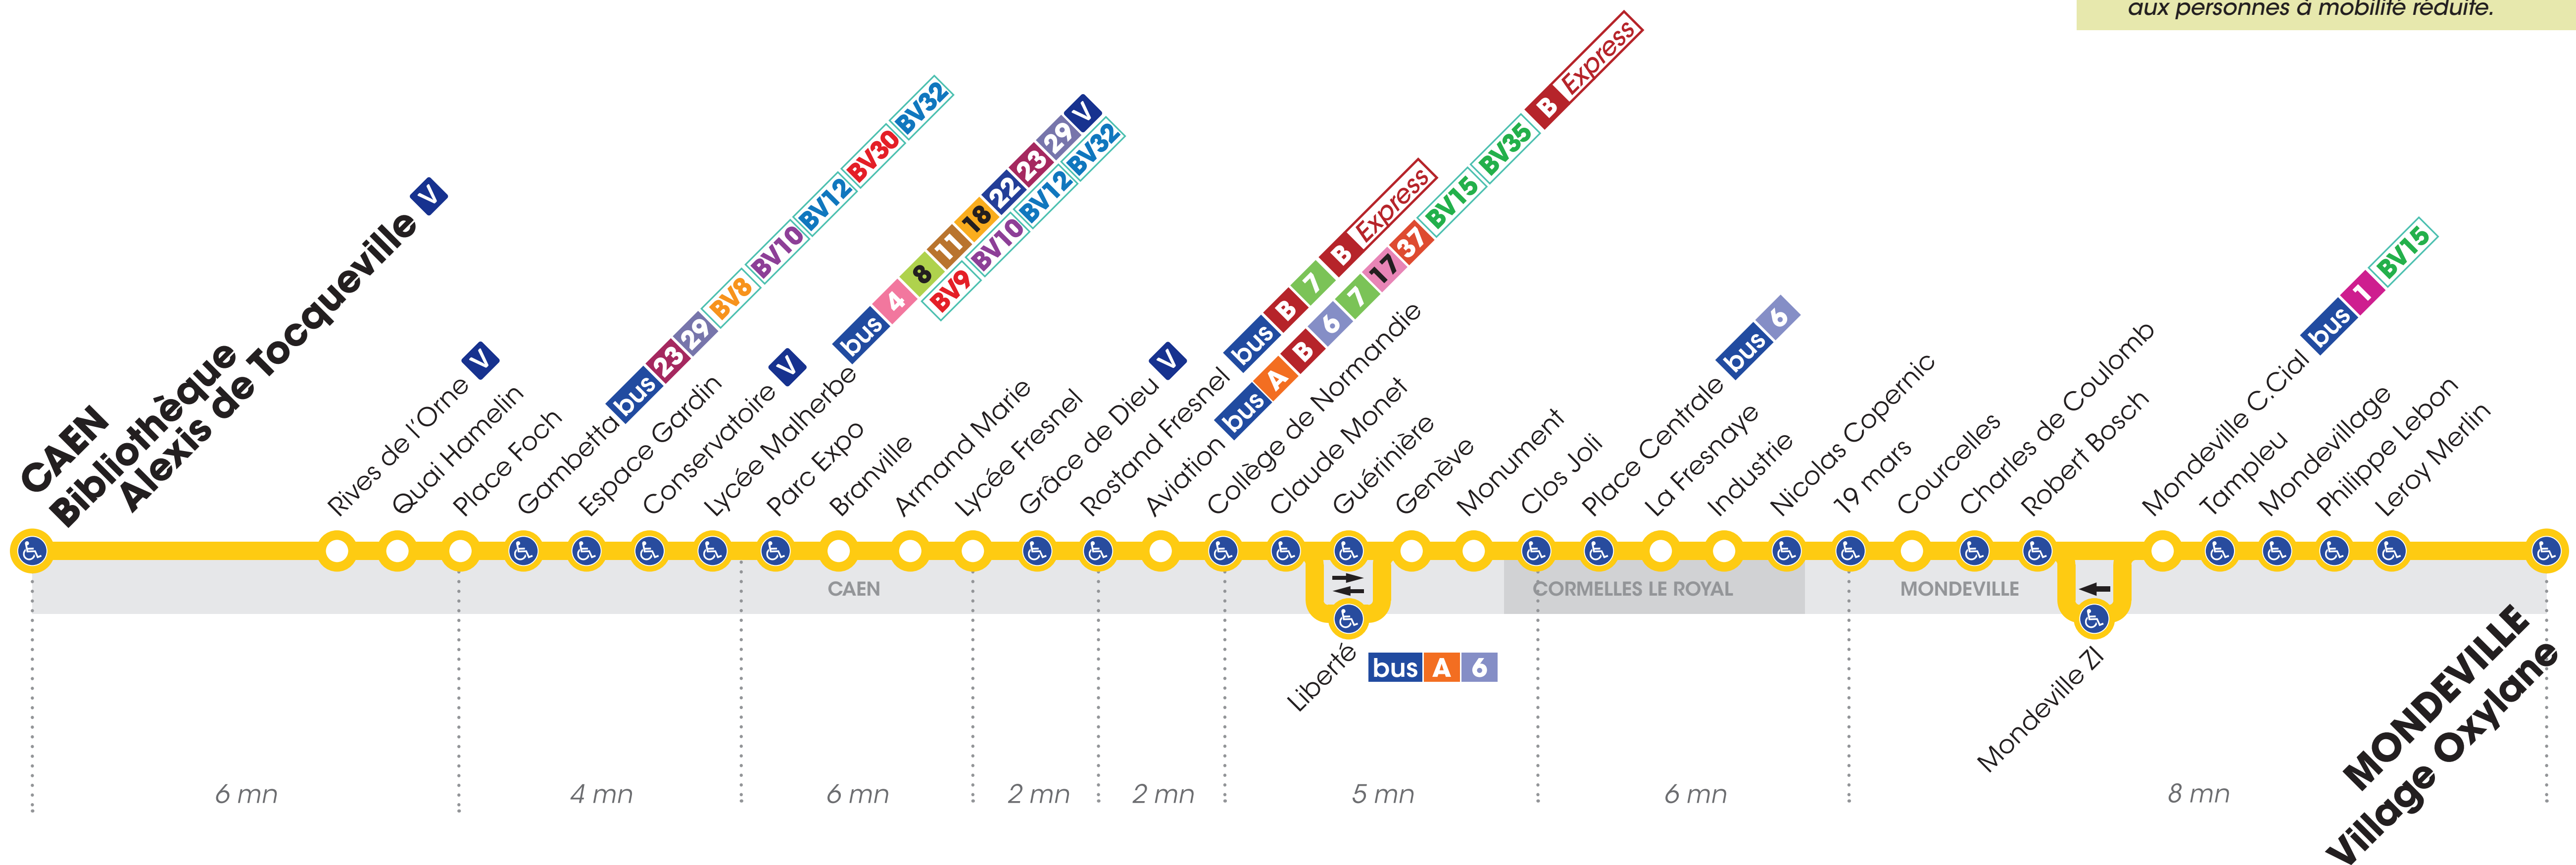 aux personnes à mobilité réduite.
CAEN
Bibliothèque
Alexis de Tocqueville V
Rives de l'Orne V
Quai Hamelin
Place Foch
Gambetta bus 23 29 BV8 BV10 BV12 BV30 BV32
Espace Gardin
Conservatoire V
Lycée Malherbe bus 4 8 11 18 22 23 29 V
BV9 BV10 BV12 BV32
Parc Expo
Branville
Armand Marie
Lycée Fresnel
Grâce de Dieu V
Rostand Fresnel bus B 7 B Express
Aviation bus A B 6 7 17 37 BV15 BV35 B Express
Collège de Normandie
Claude Monet
Guérinière
Genève
Monument
Clos Joli
Place Centrale bus 6
La Fresnaye
Industrie
Nicolas Copernic
19 mars
Courcelles
Charles de Coulomb
Robert Bosch
Mondeville C.Cial bus 1 BV15
Tampleu
Mondevillage
Philippe Lebon
Leroy Merlin
CAEN
CORMELLES LE ROYAL
MONDEVILLE
Liberté bus A 6
Mondeville ZI
MONDEVILLE
Village Oxylane
6 mn
4 mn
6 mn
2 mn
2 mn
5 mn
6 mn
8 mn